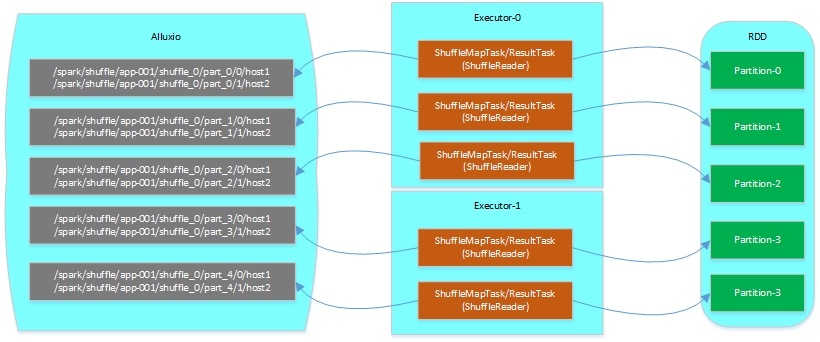 Alluxio
/spark/shuffle/app-001/shuffle_0/part_0/0/host1
/spark/shuffle/app-001/shuffle_0/part_0/1/host2
/spark/shuffle/app-001/shuffle_0/part_1/0/host1
/spark/shuffle/app-001/shuffle_0/part_1/1/host2
/spark/shuffle/app-001/shuffle_0/part_2/0/host1
/spark/shuffle/app-001/shuffle_0/part_2/1/host2
/spark/shuffle/app-001/shuffle_0/part_3/0/host1
/spark/shuffle/app-001/shuffle_0/part_3/1/host2
/spark/shuffle/app-001/shuffle_0/part_4/0/host1
/spark/shuffle/app-001/shuffle_0/part_4/1/host2
Executor-0
ShuffleMapTask/ResultTask
(ShuffleReader)
ShuffleMapTask/ResultTask
(ShuffleReader)
ShuffleMapTask/ResultTask
(ShuffleReader)
Executor-1
ShuffleMapTask/ResultTask
(ShuffleReader)
ShuffleMapTask/ResultTask
(ShuffleReader)
RDD
Partition-0
Partition-1
Partition-2
Partition-3
Partition-3